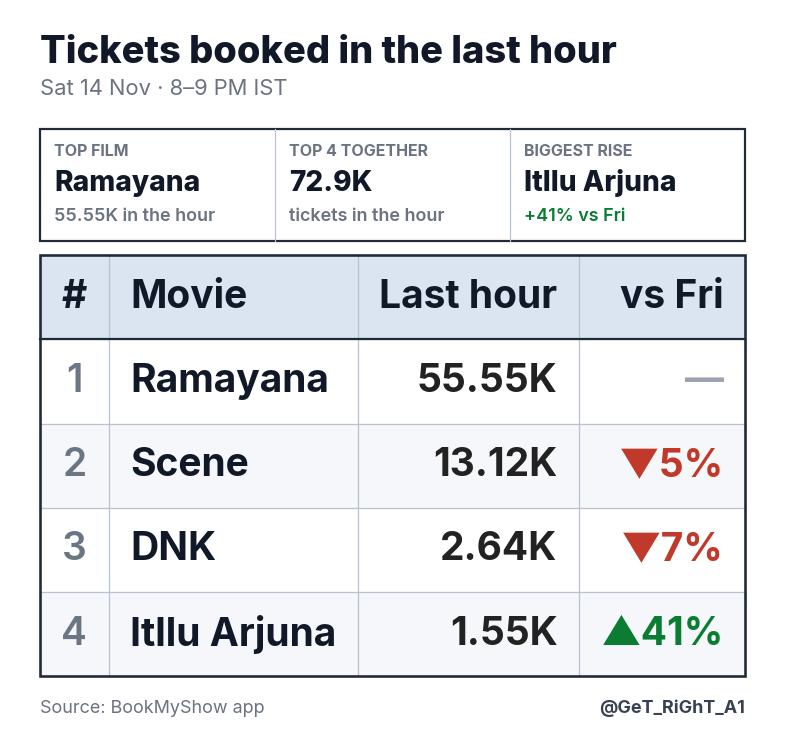 Tickets booked in the last hour
Sat 14 Nov · 8–9 PM IST
TOP FILM
Ramayana
55.55K in the hour
TOP 4 TOGETHER
72.9K
tickets in the hour
BIGGEST RISE
Itllu Arjuna
+41% vs Fri
# Movie Last hour vs Fri
1 Ramayana 55.55K —
2 Scene 13.12K ▼5%
3 DNK 2.64K ▼7%
4 Itllu Arjuna 1.55K ▲41%
Source: BookMyShow app @GeT_RiGhT_A1